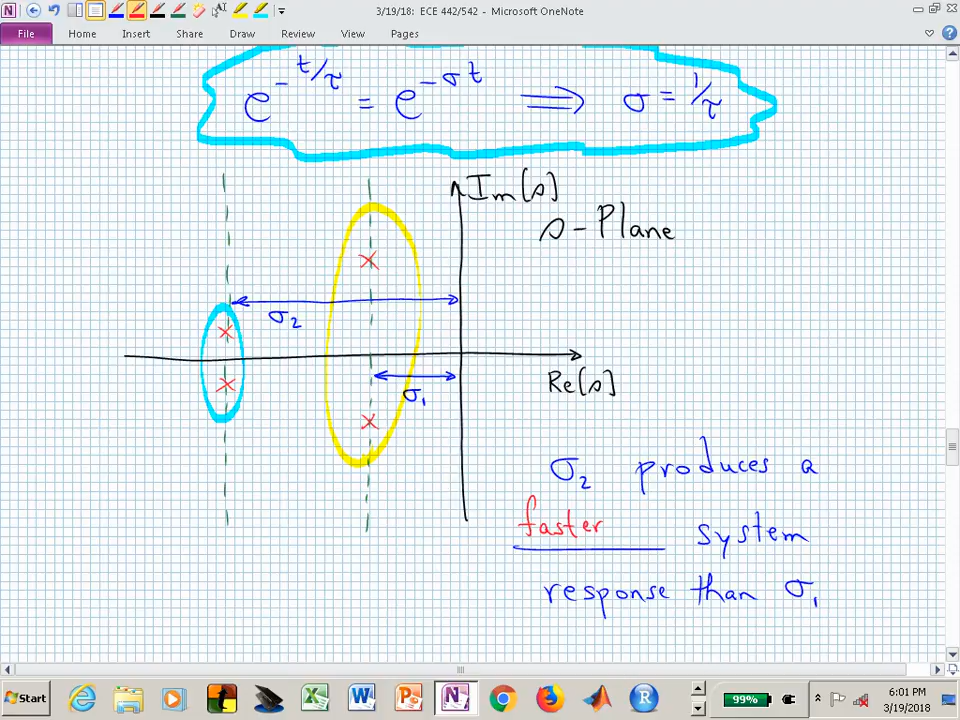 3/19/18: ECE 442/542 - Microsoft OneNote
File Home Insert Share Draw Review View Pages
e^{-t/τ} = e^{-σt} ⟹ σ = 1/τ
Im[s]
s-Plane
σ₂
Re[s]
σ₁
σ₂ produces a
faster system
response than σ₁
Start
99%
6:01 PM
3/19/2018